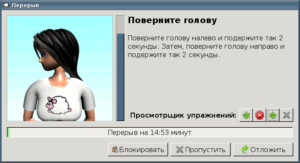 Перерыв
Поверните голову
Поверните голову налево и подержите так 2
секунды. Затем, поверните голову направо и
подержите так 2 секунды.
Просмотрщик упражнений:
Перерыв на 14:53 минут
Блокировать
Пропустить
Отложить